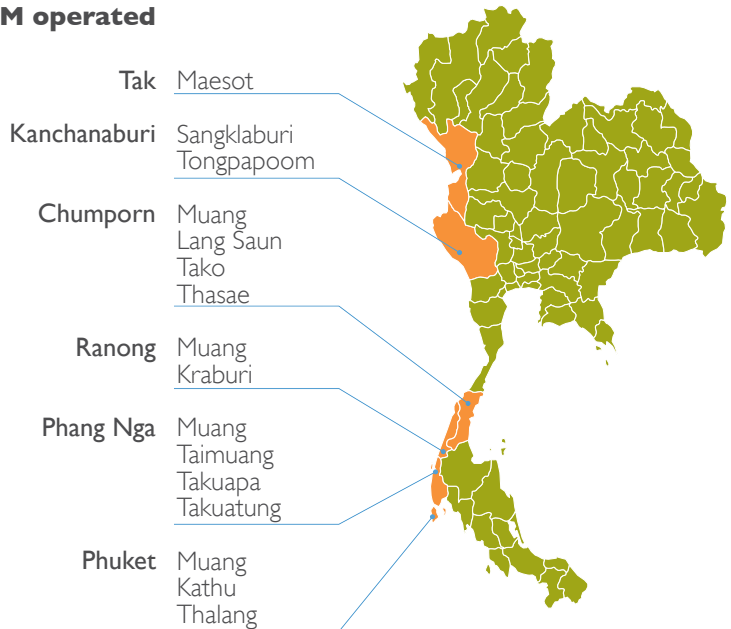 M operated
Tak Maesot
Kanchanaburi Sangklaburi
Tongpapoom
Chumporn Muang
Lang Saun
Tako
Thasae
Ranong Muang
Kraburi
Phang Nga Muang
Taimuang
Takuapa
Takuatung
Phuket Muang
Kathu
Thalang